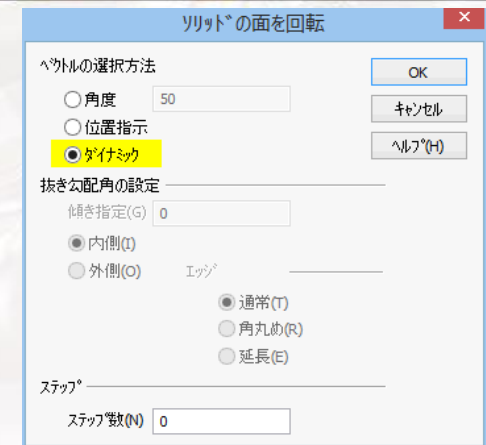 ソリッドの面を回転
ベクトルの選択方法
角度 50
位置指示
ダイナミック
OK
キャンセル
ヘルプ(H)
抜き勾配角の設定
傾き指定(G) 0
内側(I)
外側(O) エッジ
通常(T)
角丸め(R)
延長(E)
ステップ
ステップ数(N) 0